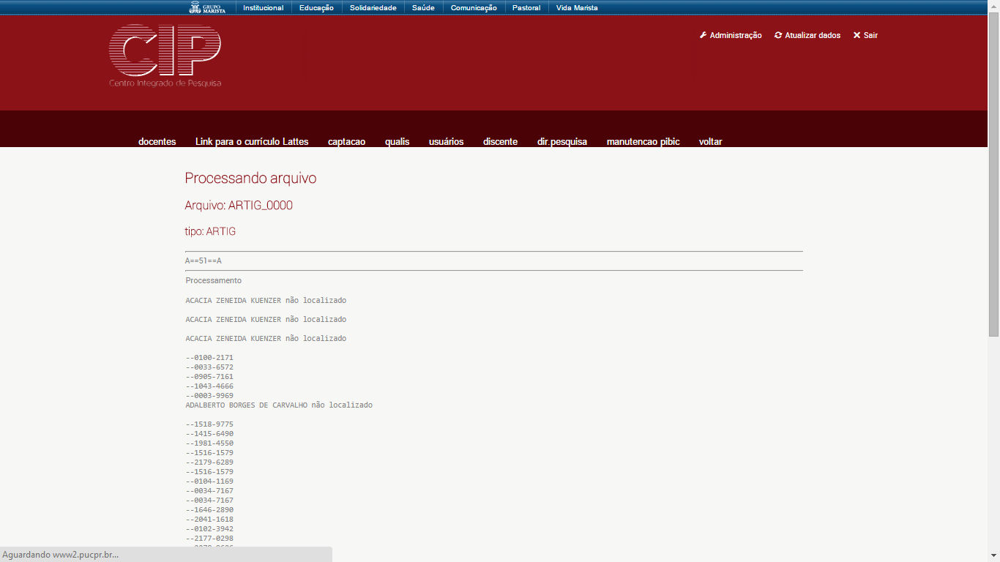 GRUPO MARISTA Institucional Educação Solidariedade Saúde Comunicação Pastoral Vida Marista
CIP
Centro Integrado de Pesquisa
Administração Atualizar dados Sair
docentes Link para o currículo Lattes captacao qualis usuários discente dir.pesquisa manutencao pibic voltar
Processando arquivo
Arquivo: ARTIG_0000
tipo: ARTIG
A==51==A
Processamento
ACACIA ZENEIDA KUENZER não localizado
ACACIA ZENEIDA KUENZER não localizado
ACACIA ZENEIDA KUENZER não localizado
--0100-2171
--0033-6572
--0905-7161
--1043-4666
--0003-9969
ADALBERTO BORGES DE CARVALHO não localizado
--1518-9775
--1415-6490
--1981-4550
--1516-1579
--2179-6289
--1516-1579
--0104-1169
--0034-7167
--0034-7167
--1646-2890
--2041-1618
--0102-3942
--2177-0298
Aguardando www2.pucpr.br...